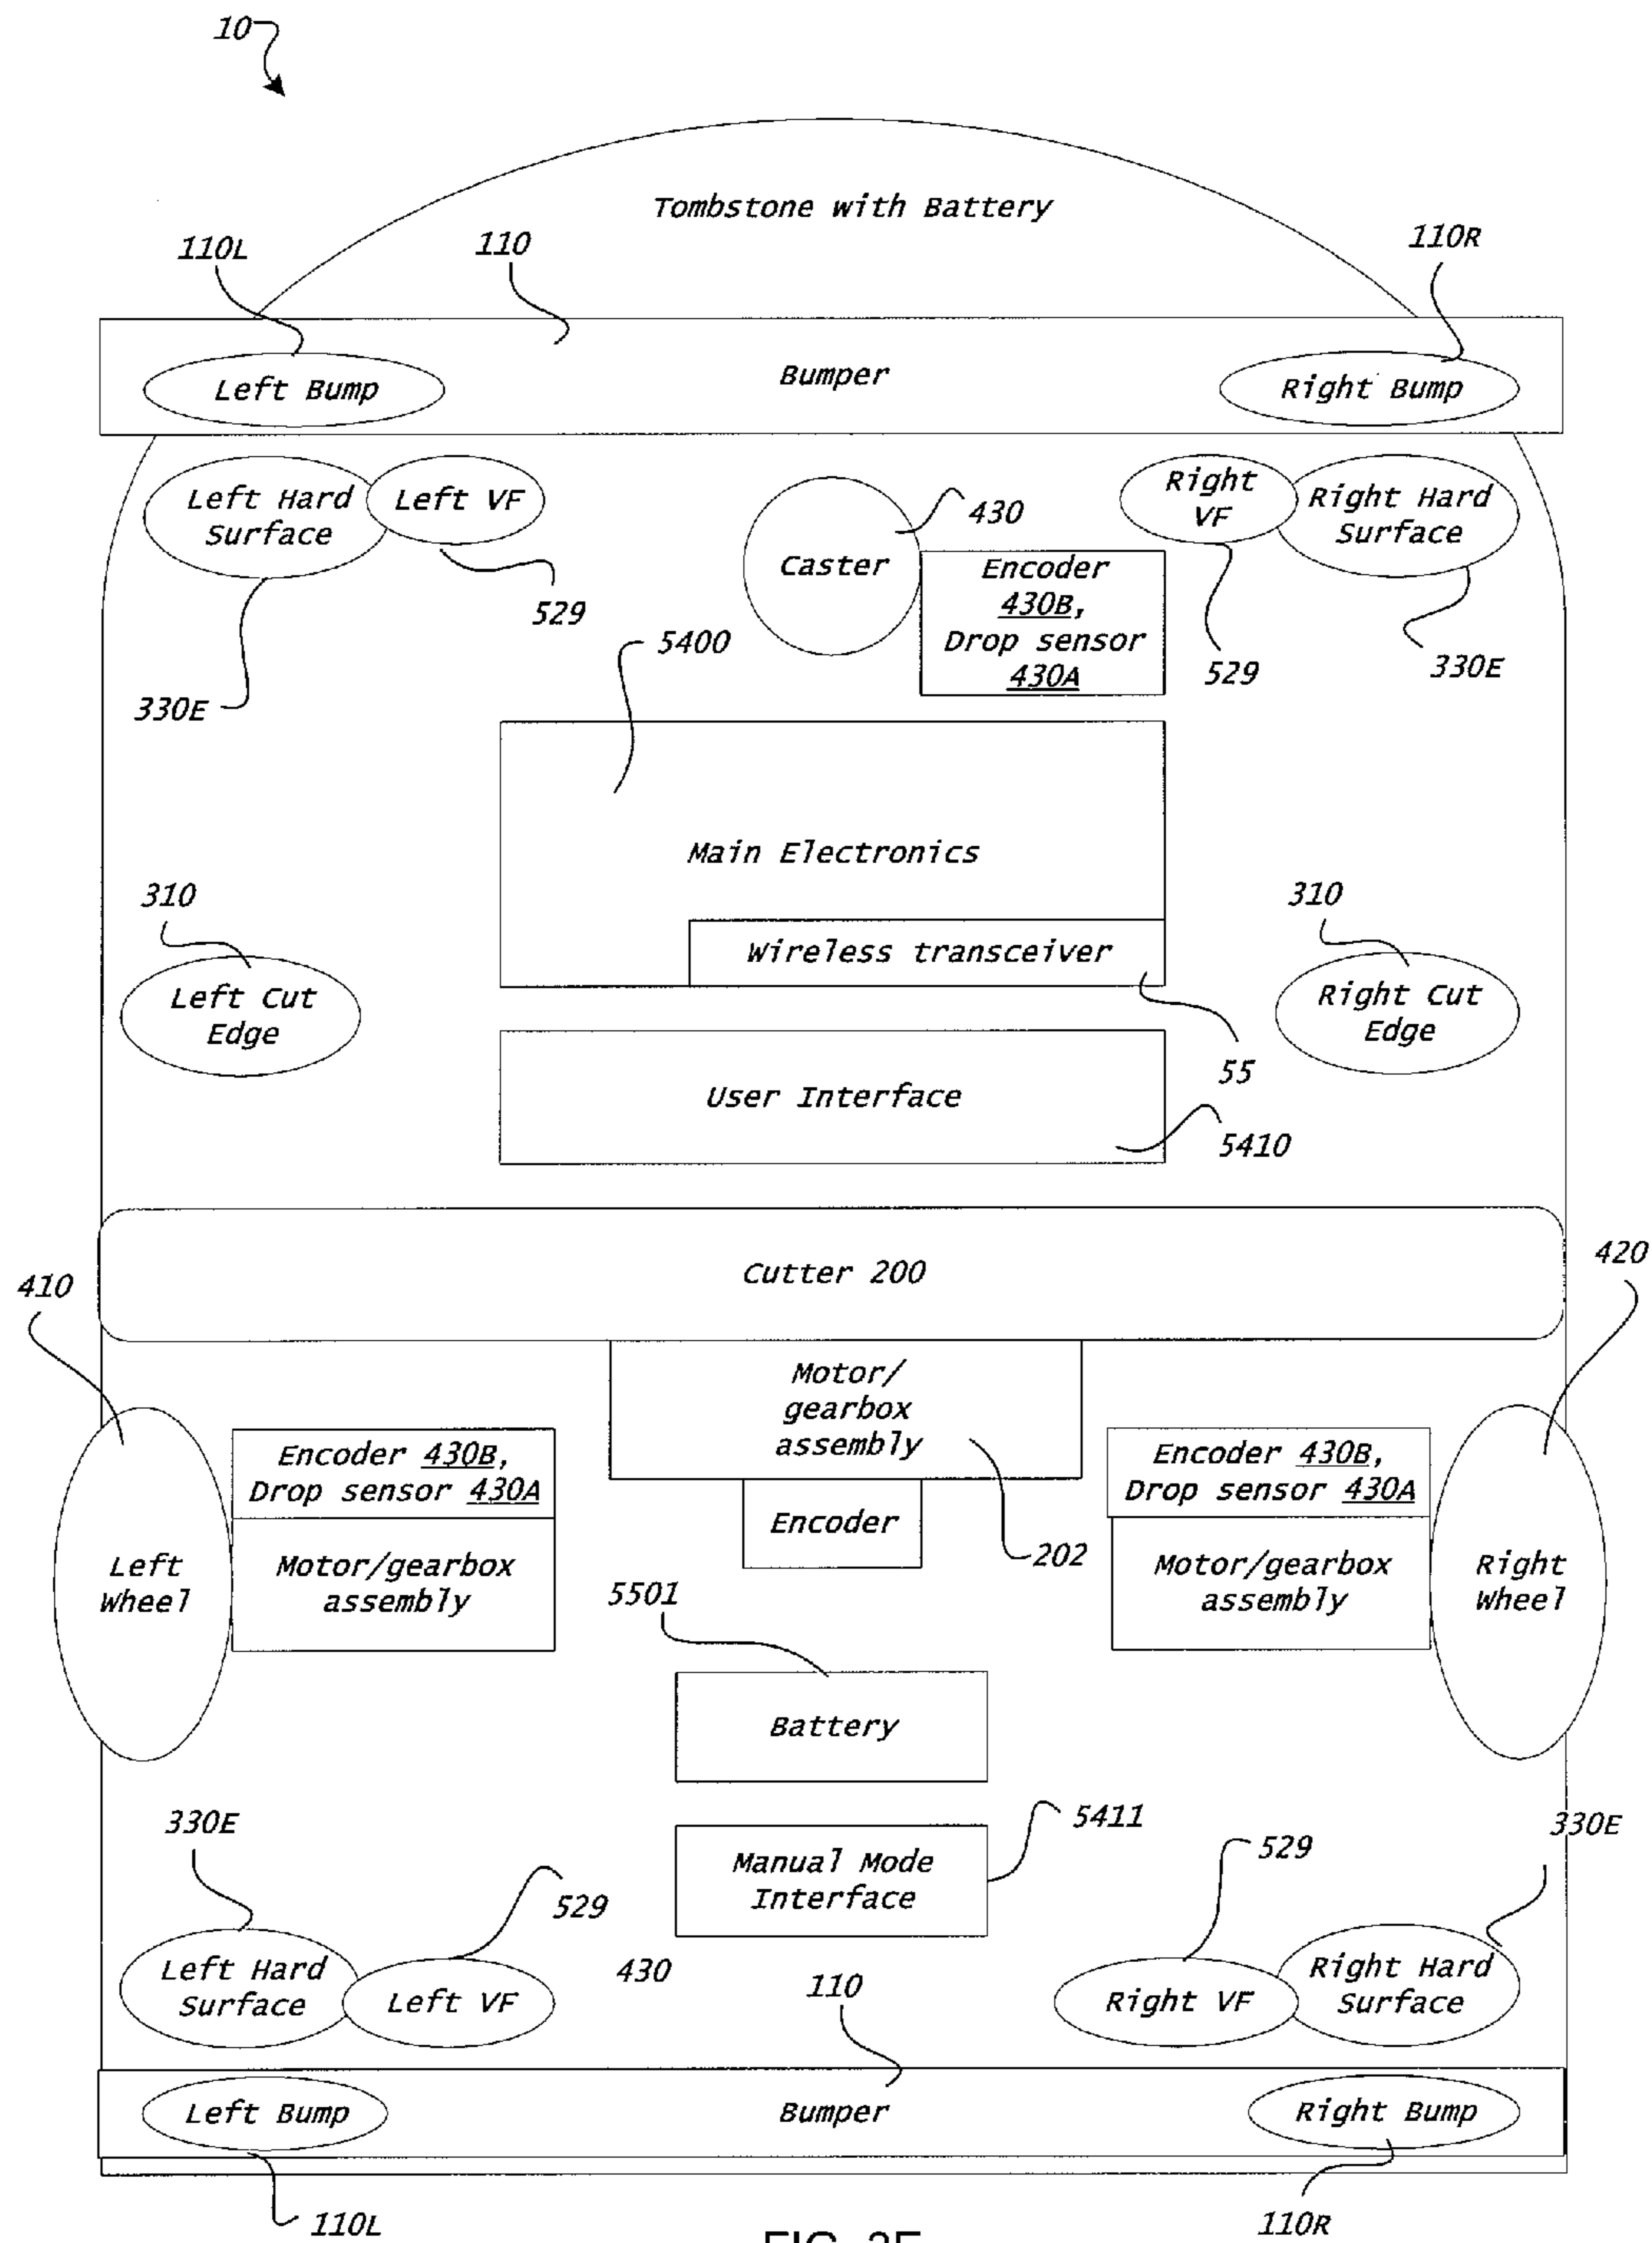 10
Tombstone with Battery
110L
110
110R
Left Bump
Bumper
Right Bump
Left Hard
Surface
Left VF
430
Caster
Encoder
430B,
Drop sensor
430A
Right
VF
Right Hard
Surface
529
529
330E
330E
5400
Main Electronics
Wireless transceiver
55
310
Left Cut
Edge
310
Right Cut
Edge
User Interface
5410
Cutter 200
410
420
Motor/
gearbox
assembly
Encoder
202
Encoder 430B,
Drop sensor 430A
Motor/gearbox
assembly
Left
Wheel
Encoder 430B,
Drop sensor 430A
Motor/gearbox
assembly
Right
Wheel
5501
Battery
5411
Manual Mode
Interface
330E
529
Left Hard
Surface
Left VF
430
110
529
330E
Right VF
Right Hard
Surface
Left Bump
Bumper
Right Bump
110L
110R